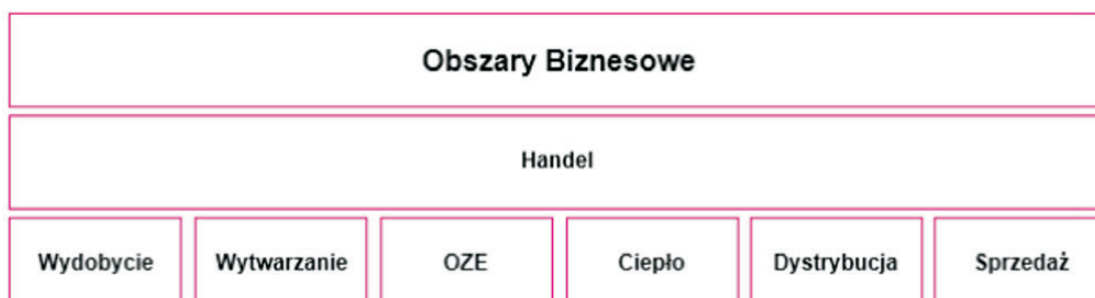 Obszary Biznesowe
Handel
Wydobycie Wytwarzanie OZE Ciepło Dystrybucja Sprzedaż